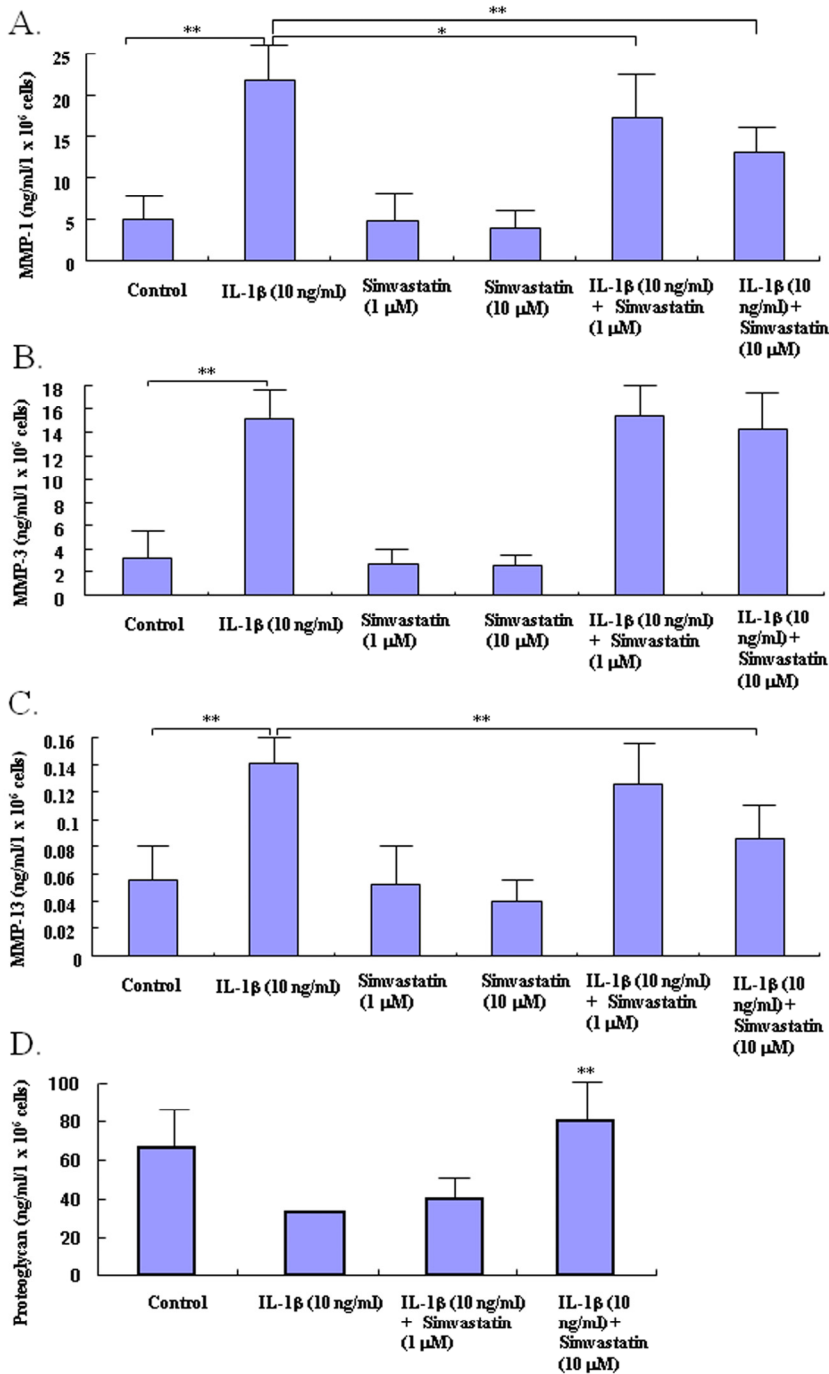 A.
**
**
*
MMP-1 (ng/ml/1 x 10⁶ cells)
25
20
15
10
5
0
Control
IL-1β (10 ng/ml)
Simvastatin
(1 μM)
Simvastatin
(10 μM)
IL-1β (10 ng/ml)
+ Simvastatin
(1 μM)
IL-1β (10
ng/ml) +
Simvastatin
(10 μM)
B.
**
MMP-3 (ng/ml/1 x 10⁶ cells)
18
16
14
12
10
8
6
4
2
0
Control
IL-1β (10 ng/ml)
Simvastatin
(1 μM)
Simvastatin
(10 μM)
IL-1β (10 ng/ml)
+ Simvastatin
(1 μM)
IL-1β (10
ng/ml) +
Simvastatin
(10 μM)
C.
**
**
MMP-13 (ng/ml/1 x 10⁶ cells)
0.16
0.14
0.12
0.1
0.08
0.06
0.04
0.02
0
Control
IL-1β (10 ng/ml)
Simvastatin
(1 μM)
Simvastatin
(10 μM)
IL-1β (10 ng/ml)
+ Simvastatin
(1 μM)
IL-1β (10
ng/ml) +
Simvastatin
(10 μM)
D.
**
Proteoglycan (ng/ml/1 x 10⁶ cells)
100
80
60
40
20
0
Control
IL-1β (10 ng/ml)
IL-1β (10 ng/ml)
+ Simvastatin
(1 μM)
IL-1β (10
ng/ml) +
Simvastatin
(10 μM)